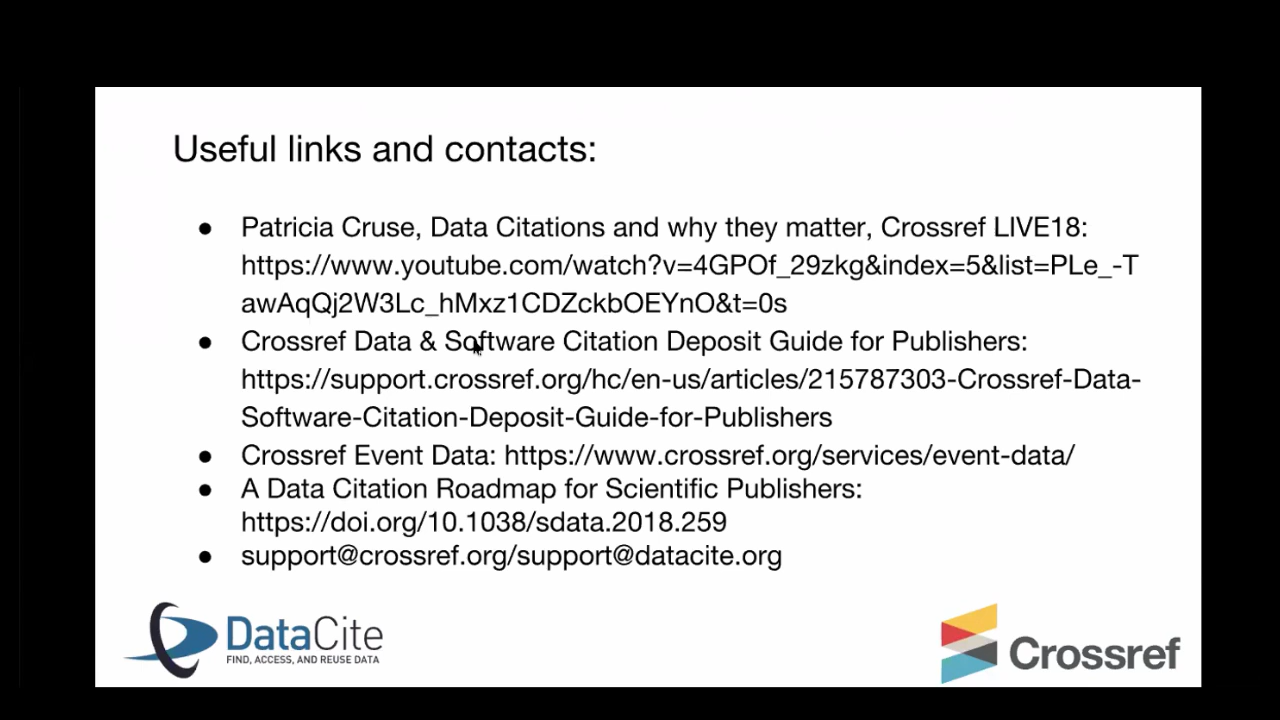 Useful links and contacts:
● Patricia Cruse, Data Citations and why they matter, Crossref LIVE18:
https://www.youtube.com/watch?v=4GPOf_29zkg&index=5&list=PLe_-T
awAqQj2W3Lc_hMxz1CDZckbOEYnO&t=0s
● Crossref Data & Software Citation Deposit Guide for Publishers:
https://support.crossref.org/hc/en-us/articles/215787303-Crossref-Data-
Software-Citation-Deposit-Guide-for-Publishers
● Crossref Event Data: https://www.crossref.org/services/event-data/
● A Data Citation Roadmap for Scientific Publishers:
https://doi.org/10.1038/sdata.2018.259
● support@crossref.org/support@datacite.org
DataCite
FIND, ACCESS, AND REUSE DATA
Crossref